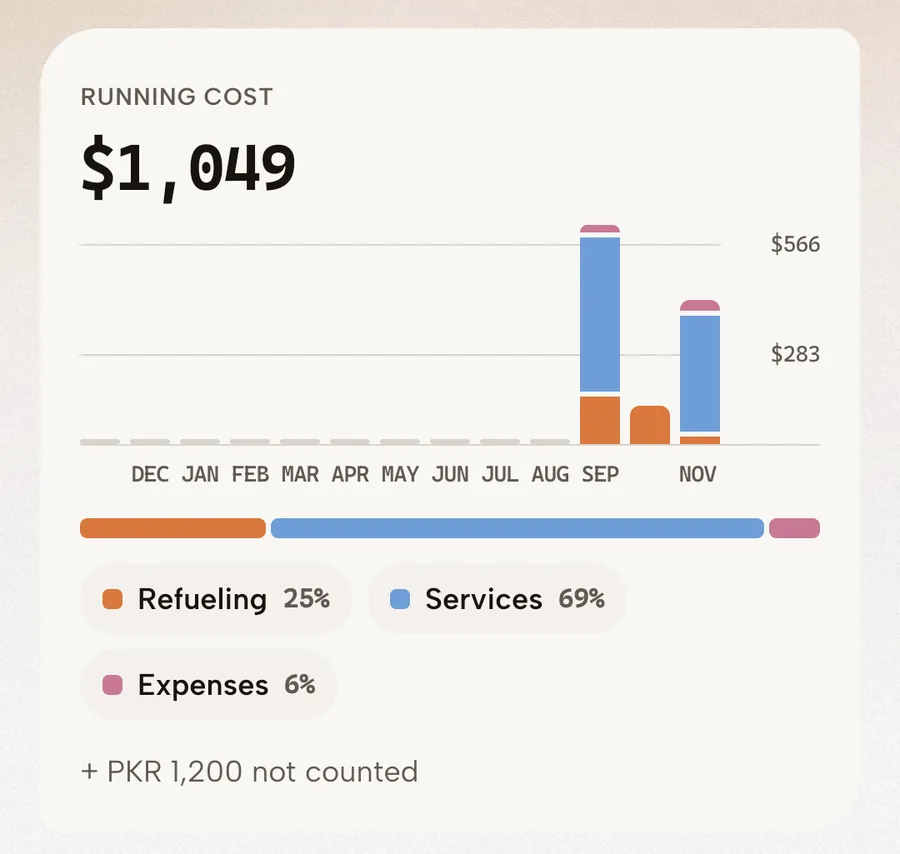 RUNNING COST
$1,049
$566
$283
DEC JAN FEB MAR APR MAY JUN JUL AUG SEP NOV
Refueling 25% Services 69%
Expenses 6%
+ PKR 1,200 not counted